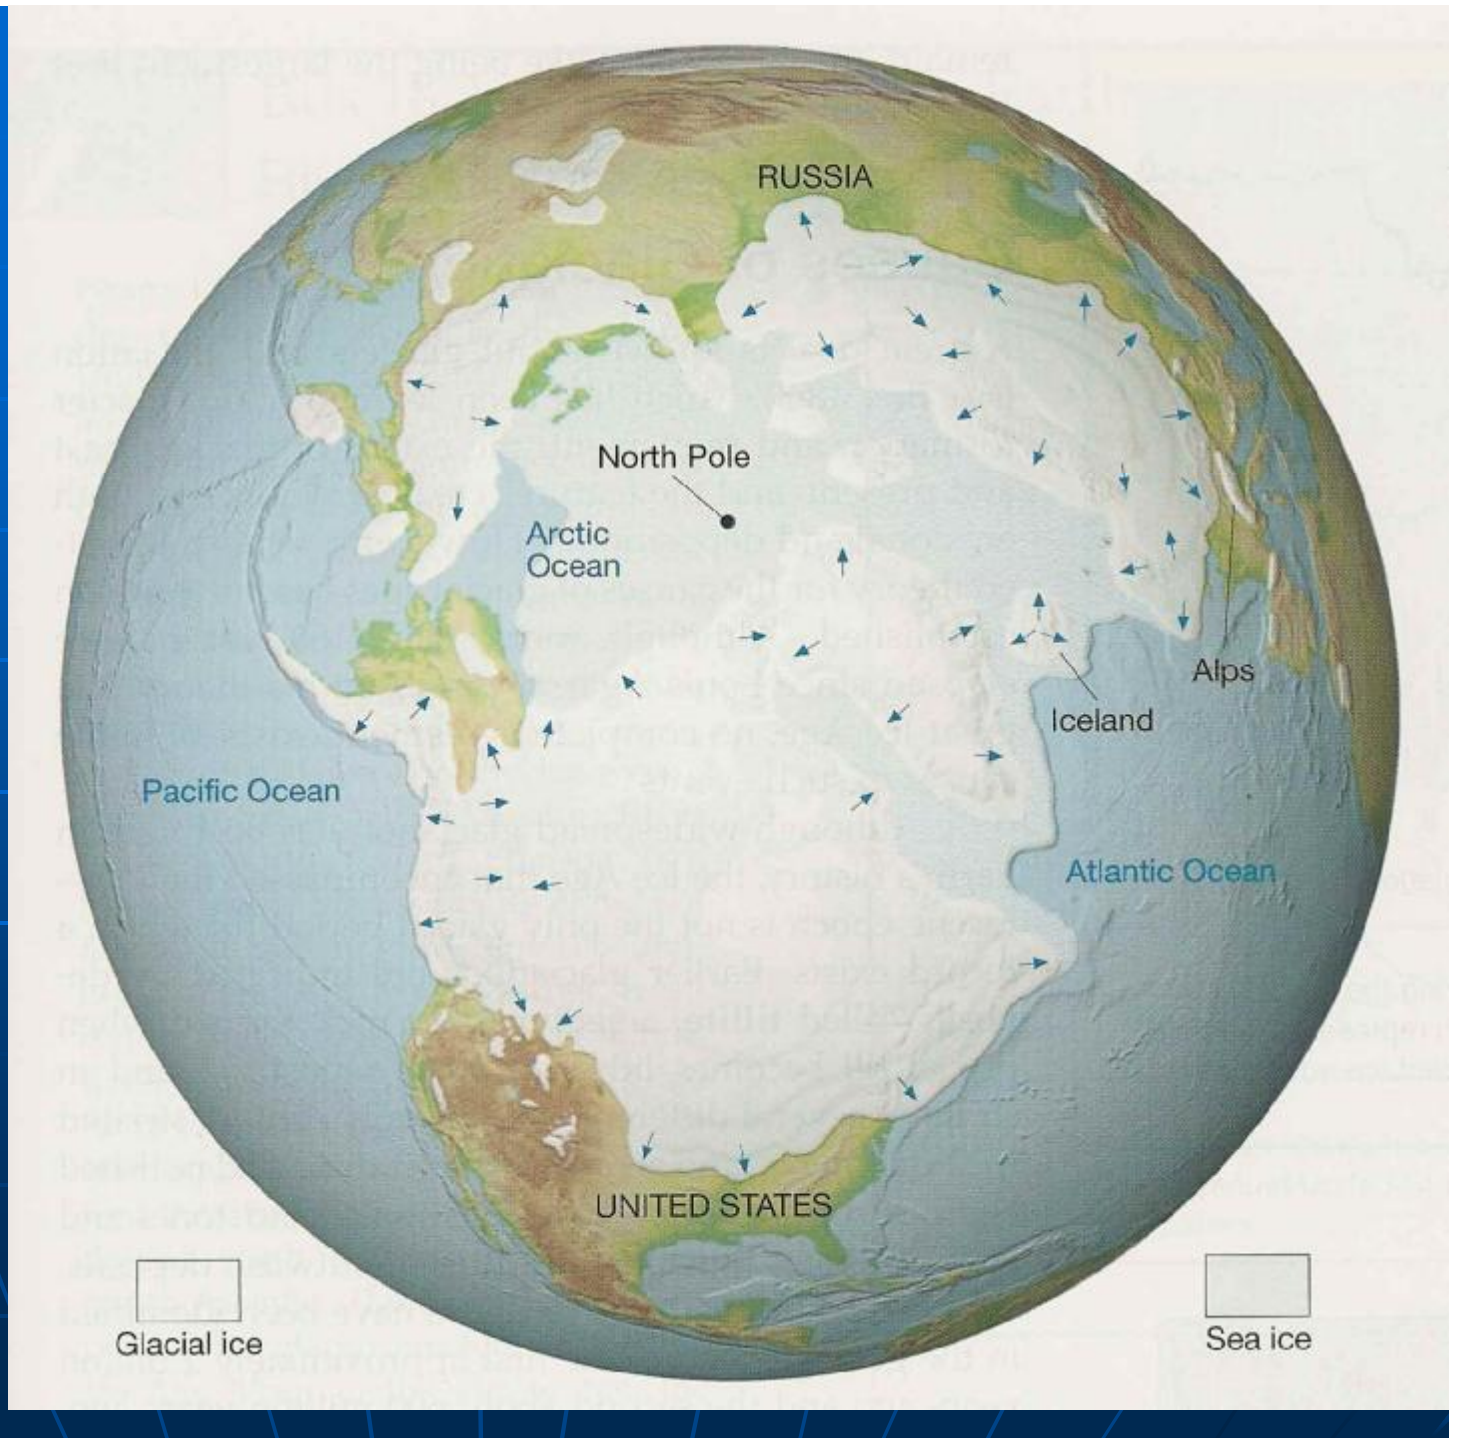 RUSSIA
North Pole
Arctic
Ocean
Alps
Iceland
Pacific Ocean
Atlantic Ocean
UNITED STATES
Glacial ice
Sea ice